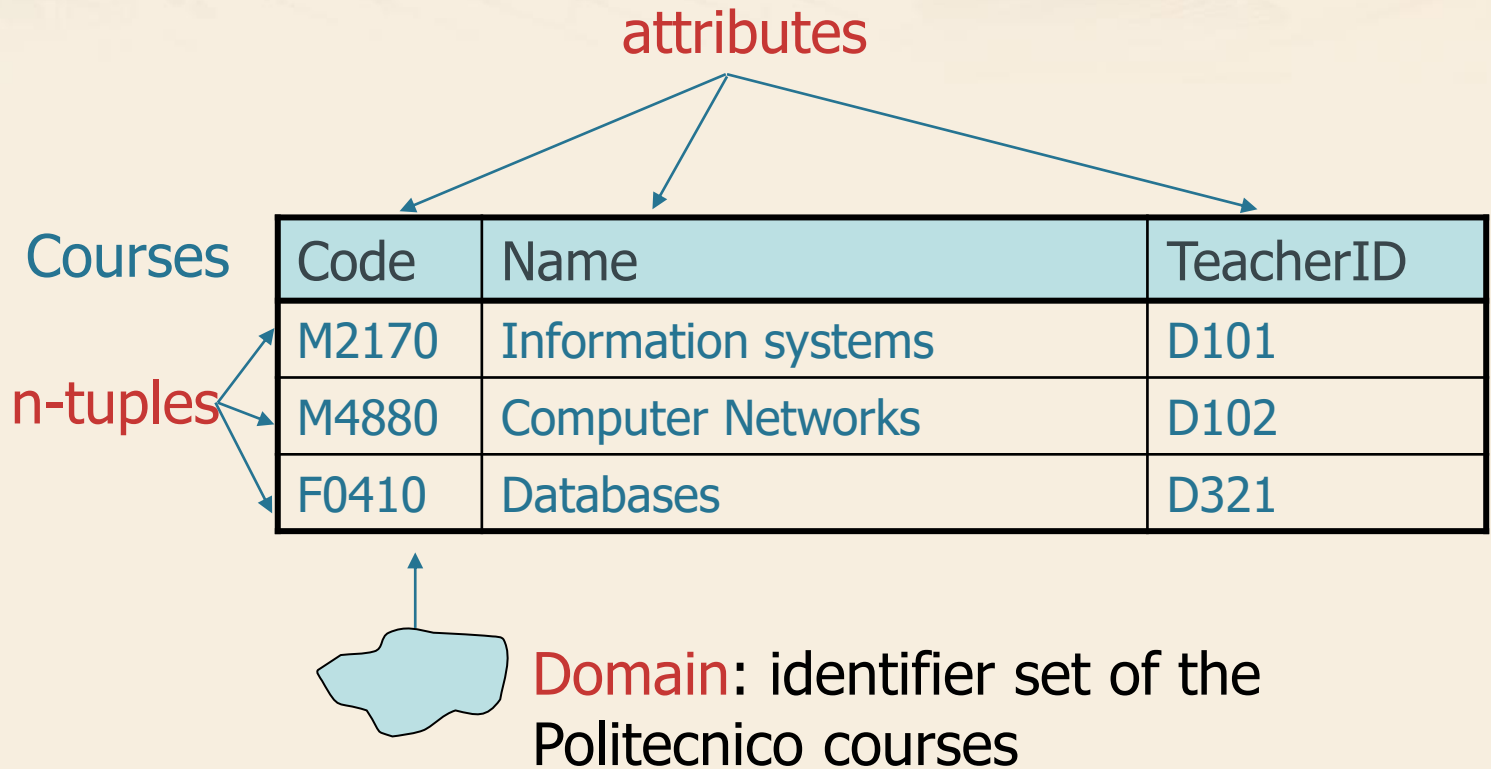 attributes
Courses
Code Name TeacherID
M2170 Information systems D101
n-tuples
M4880 Computer Networks D102
F0410 Databases D321
Domain: identifier set of the
Politecnico courses